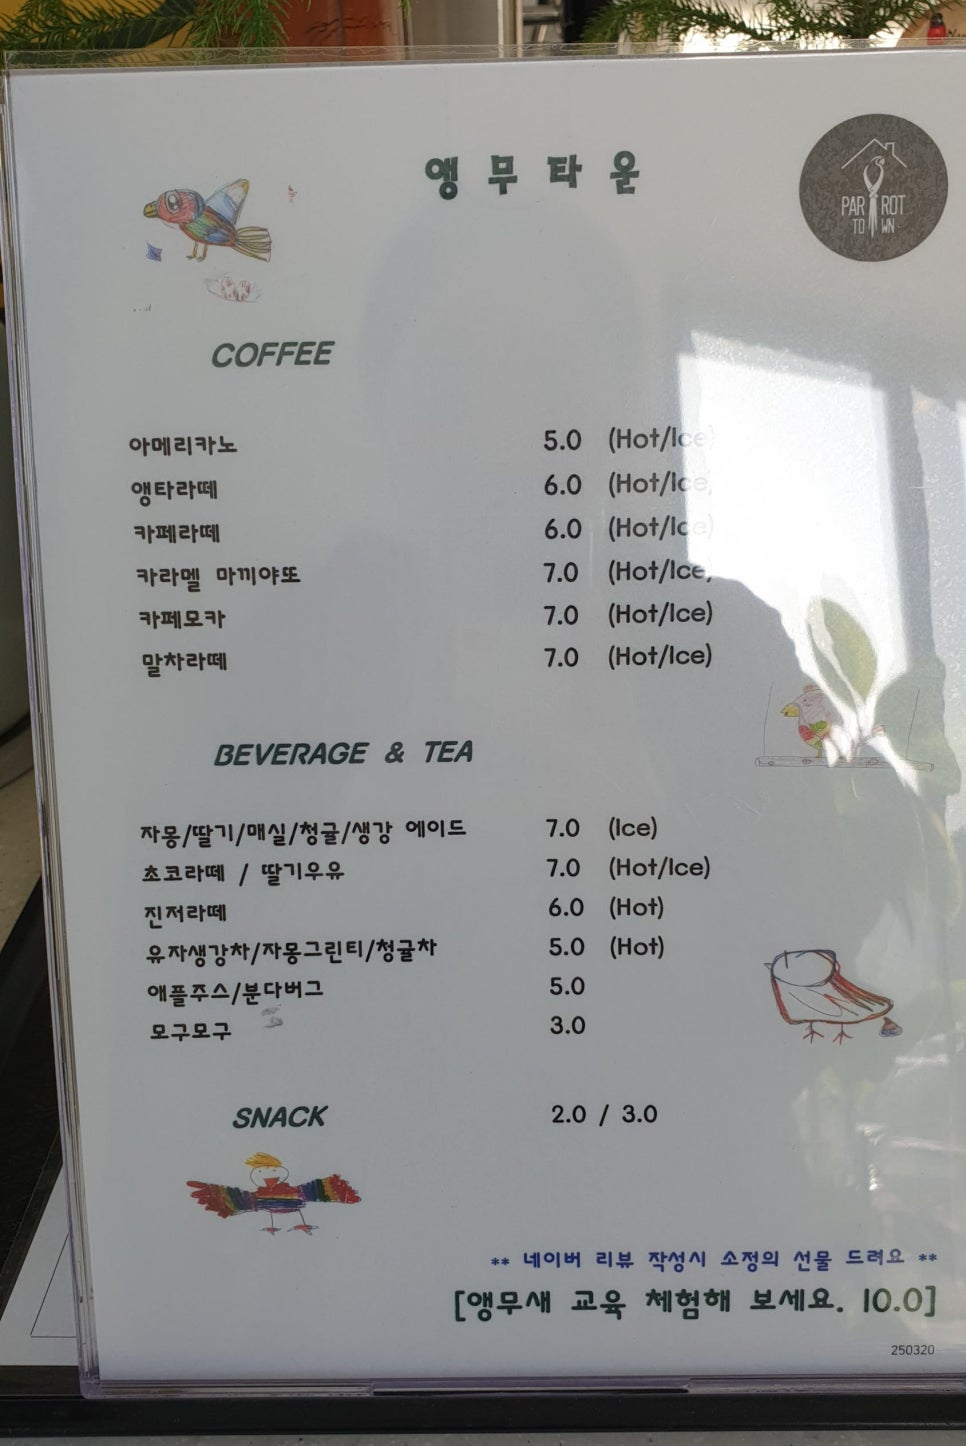 앵무타운
PARROT
TOWN
COFFEE
아메리카노 5.0 (Hot/Ice)
앵타라떼 6.0 (Hot/Ice)
카페라떼 6.0 (Hot/Ice)
카라멜 마끼야또 7.0 (Hot/Ice)
카페모카 7.0 (Hot/Ice)
말차라떼 7.0 (Hot/Ice)
BEVERAGE & TEA
자몽/딸기/매실/청귤/생강 에이드 7.0 (Ice)
초코라떼 / 딸기우유 7.0 (Hot/Ice)
진저라떼 6.0 (Hot)
유자생강차/자몽그린티/청귤차 5.0 (Hot)
애플주스/분다버그 5.0
모구모구 3.0
SNACK 2.0 / 3.0
** 네이버 리뷰 작성시 소정의 선물 드려요 **
[앵무새 교육 체험해 보세요. 10.0]
250320